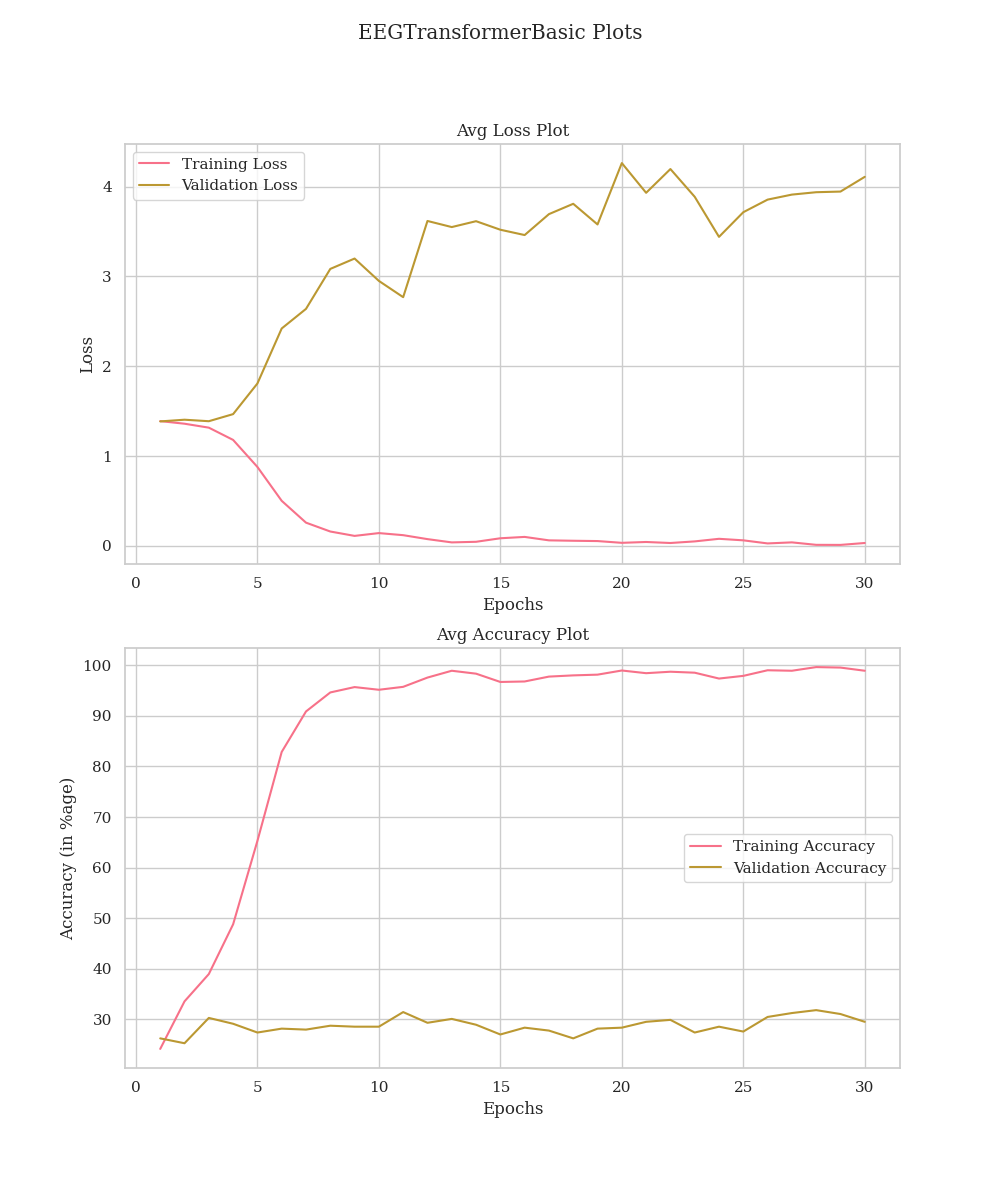 EEGTransformerBasic Plots
Avg Loss Plot
Training Loss
Validation Loss
4
3
2
1
0
Loss
0 5 10 15 20 25 30
Epochs
Avg Accuracy Plot
100
90
80
70
60
50
40
30
Accuracy (in %age)
Training Accuracy
Validation Accuracy
0 5 10 15 20 25 30
Epochs